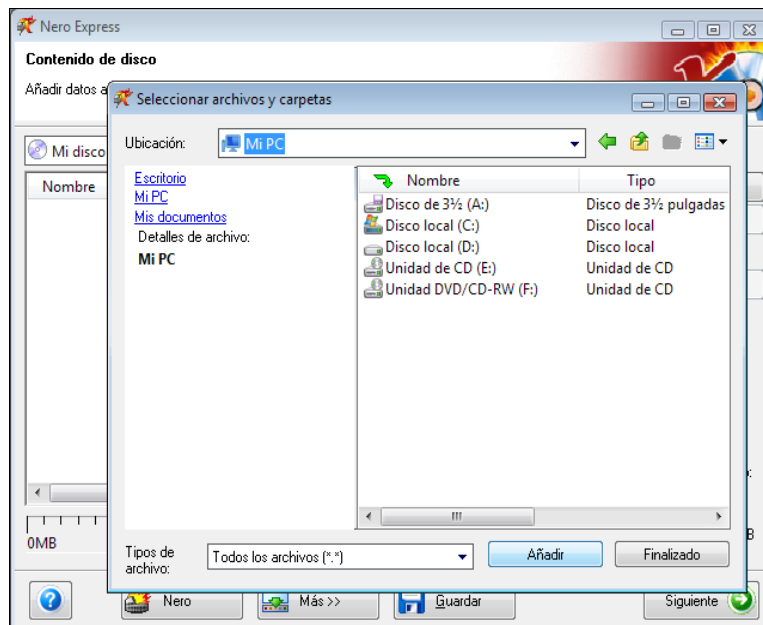 Nero Express
Contenido de disco
Añadir datos a
Seleccionar archivos y carpetas
Ubicación: Mi PC
Mi disco
Nombre
Escritorio
Mi PC
Mis documentos
Detalles de archivo:
Mi PC
Nombre Tipo
Disco de 3½ (A:) Disco de 3½ pulgadas
Disco local (C:) Disco local
Disco local (D:) Disco local
Unidad de CD (E:) Unidad de CD
Unidad DVD/CD-RW (F:) Unidad de CD
0MB
Tipos de archivo: Todos los archivos (*.*) Añadir Finalizado
Nero Más >> Guardar Siguiente